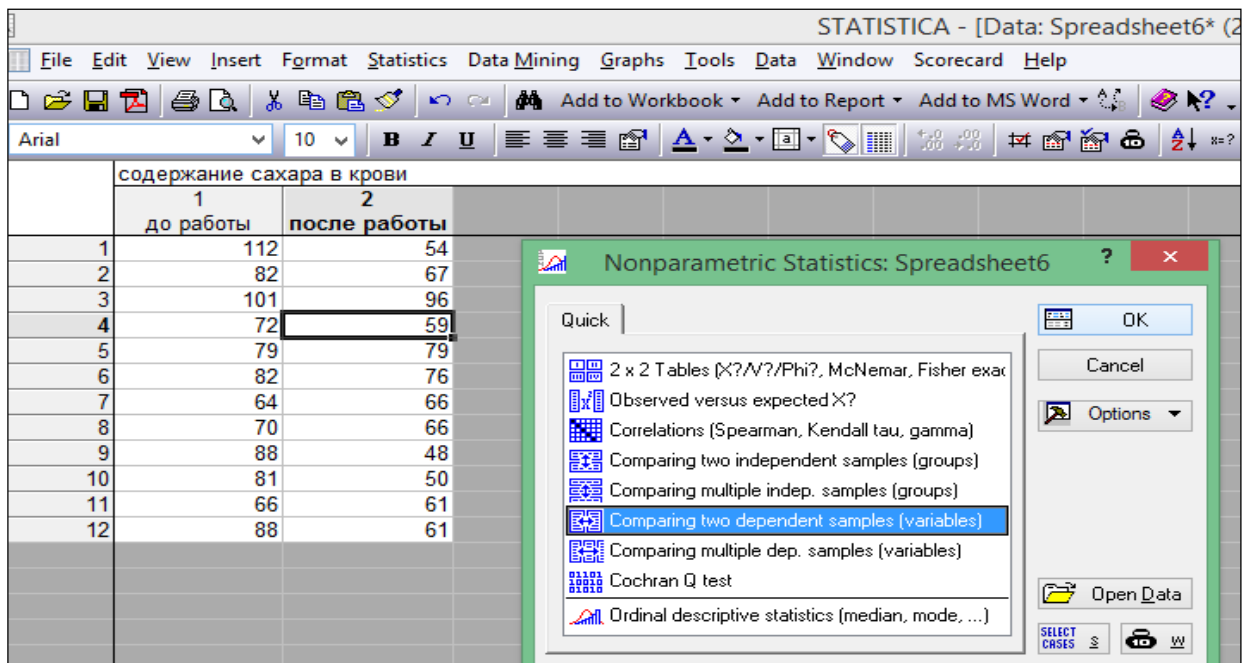 STATISTICA - [Data: Spreadsheet6* (2
File Edit View Insert Format Statistics Data Mining Graphs Tools Data Window Scorecard Help
Add to Workbook Add to Report Add to MS Word
Arial 10 B I U
содержание сахара в крови
1 2
до работы после работы
1 112 54
2 82 67
3 101 96
4 72 59
5 79 79
6 82 76
7 64 66
8 70 66
9 88 48
10 81 50
11 66 61
12 88 61
Nonparametric Statistics: Spreadsheet6 ? ×
Quick
OK
Cancel
Options
2 x 2 Tables (X?/V?/Phi?, McNemar, Fisher exac
Observed versus expected X?
Correlations (Spearman, Kendall tau, gamma)
Comparing two independent samples (groups)
Comparing multiple indep. samples (groups)
Comparing two dependent samples (variables)
Comparing multiple dep. samples (variables)
Cochran Q test
Ordinal descriptive statistics (median, mode, ...)
Open Data
SELECT CASES S W